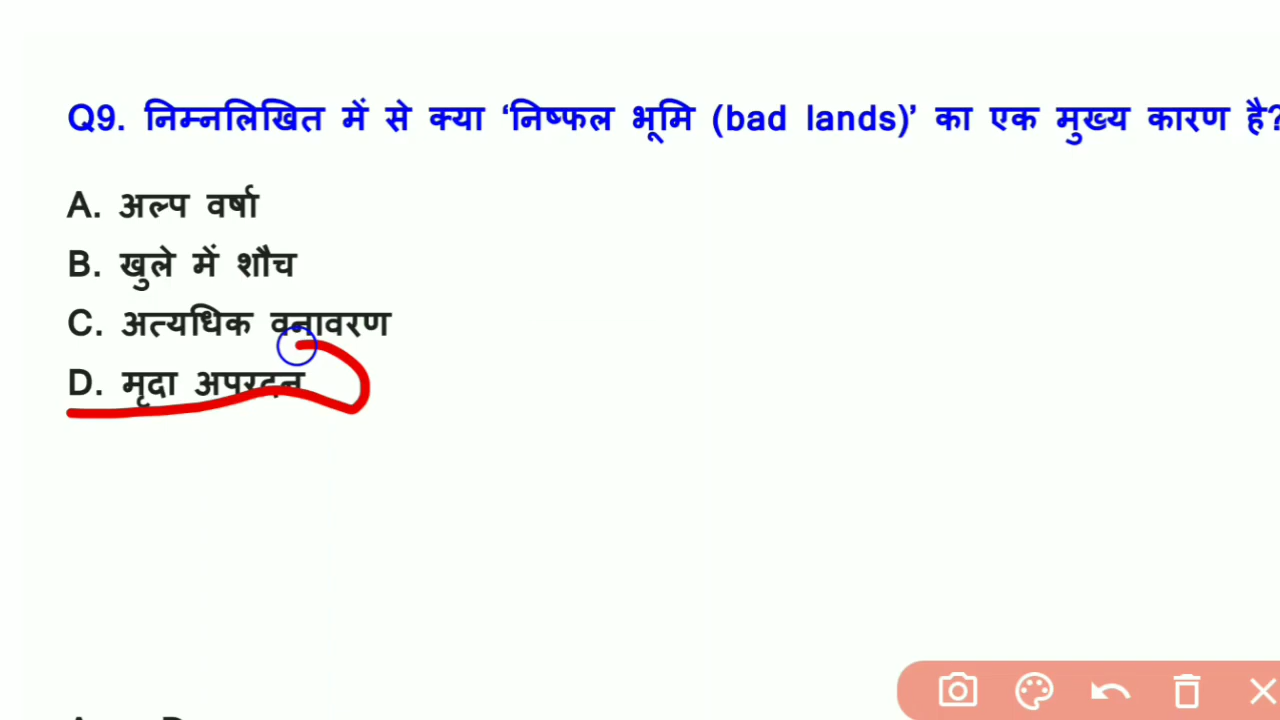 Q9. निम्नलिखित में से क्या ‘निष्फल भूमि (bad lands)’ का एक मुख्य कारण है?
A. अल्प वर्षा
B. खुले में शौच
C. अत्यधिक वनावरण
D. मृदा अपरदन